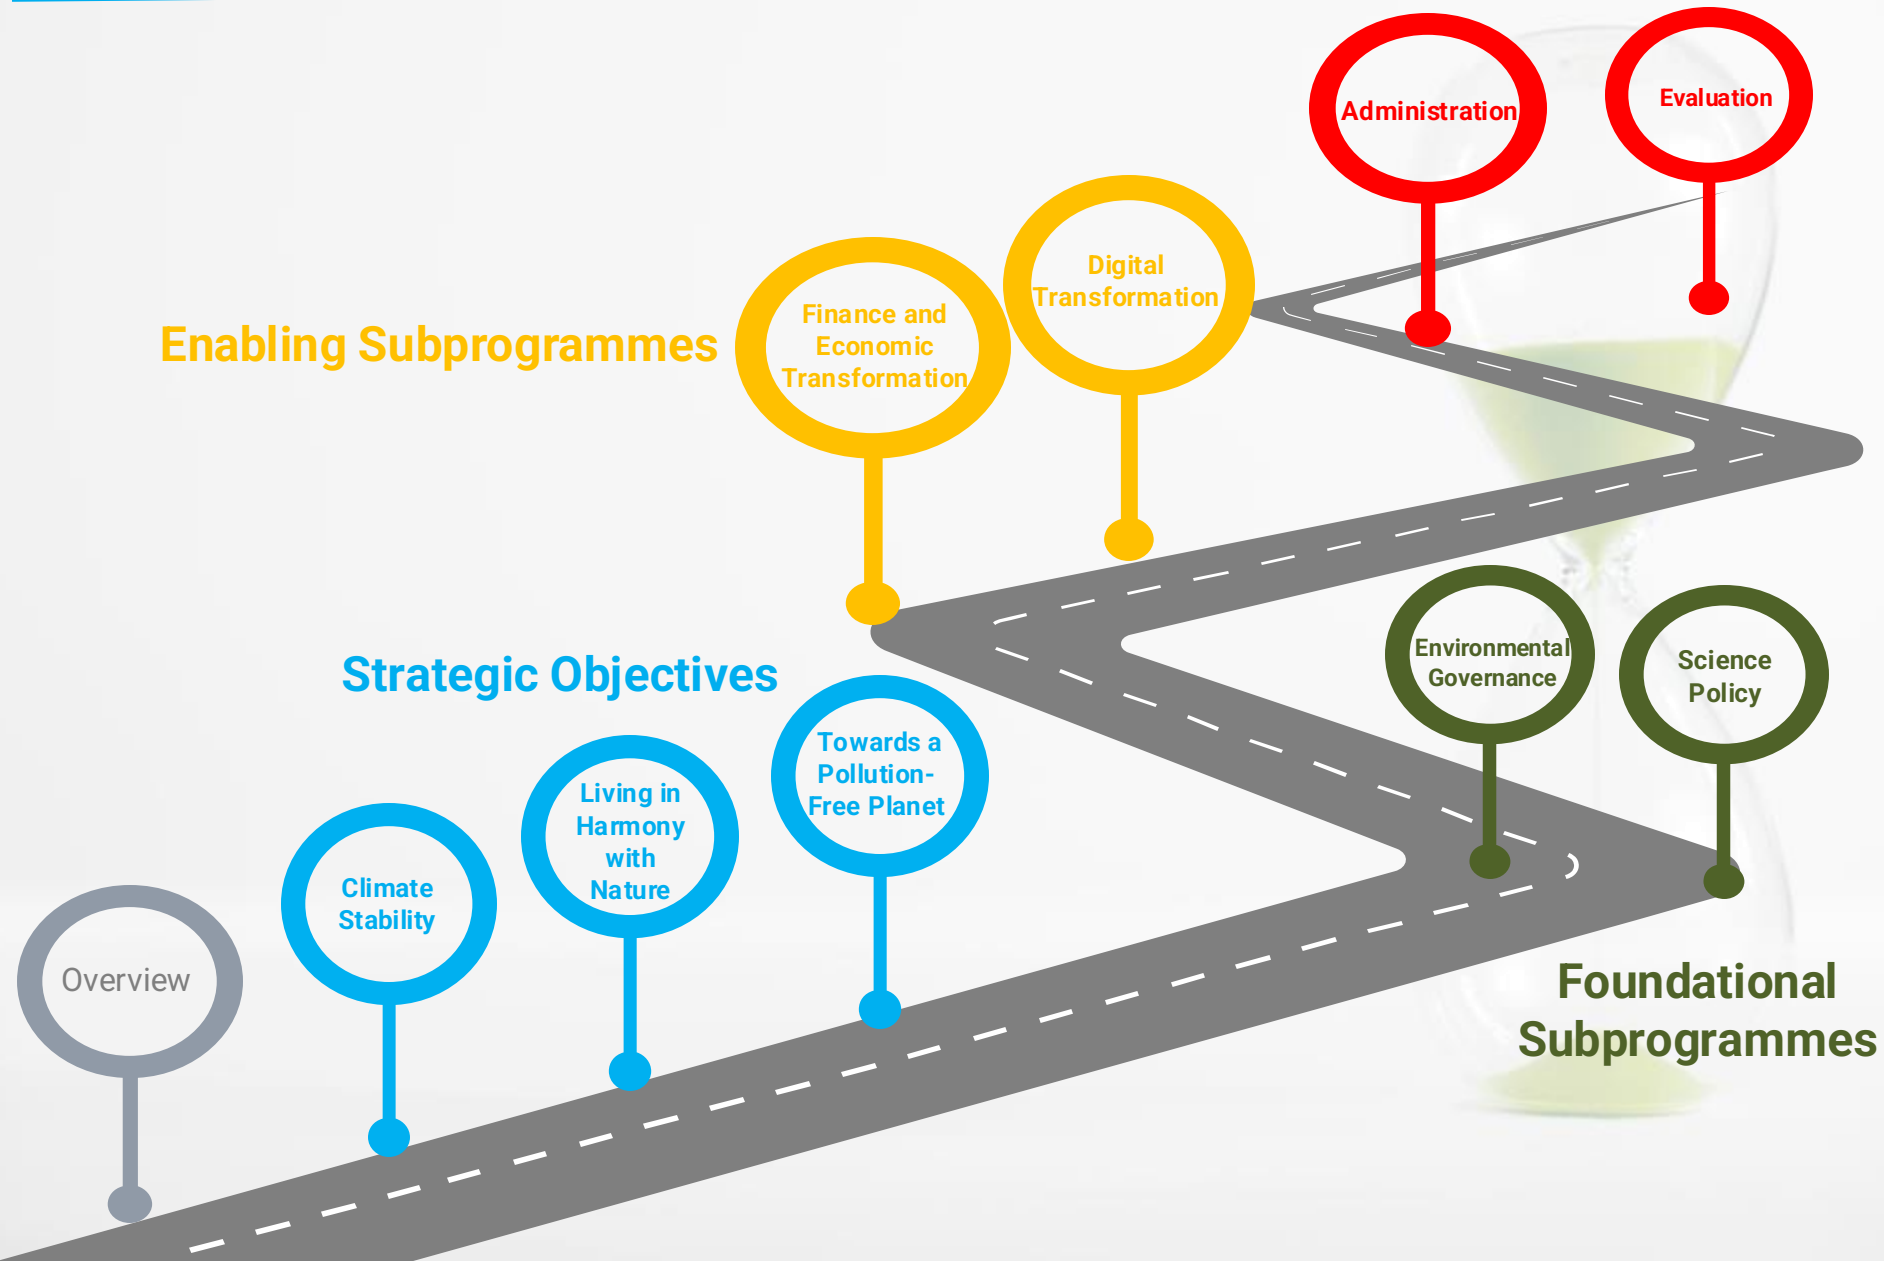 Administration
Evaluation
Digital
Transformation
Enabling Subprogrammes
Finance and
Economic
Transformation
Environmental
Governance
Science
Policy
Strategic Objectives
Towards a
Pollution-
Free Planet
Living in
Harmony
with
Nature
Climate
Stability
Overview
Foundational
Subprogrammes